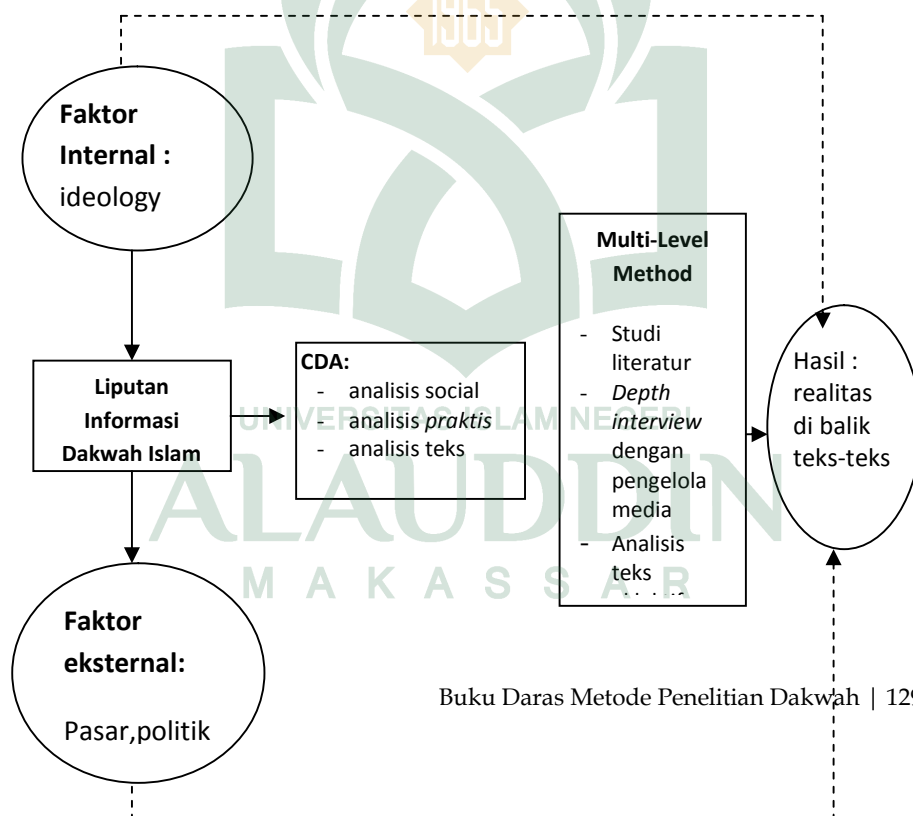 1965
Faktor
Internal :
ideology
Liputan
Informasi
Dakwah Islam
CDA:
- analisis social
- analisis praktis
- analisis teks
Multi-Level
Method
- Studi
literatur
- Depth
interview
dengan
pengelola
media
- Analisis
teks
Hasil :
realitas
di balik
teks-teks
UNIVERSITAS ISLAM NEGERI
ALAUDDIN
MAKASSAR
Faktor
eksternal:
Pasar,politik
Buku Daras Metode Penelitian Dakwah | 129